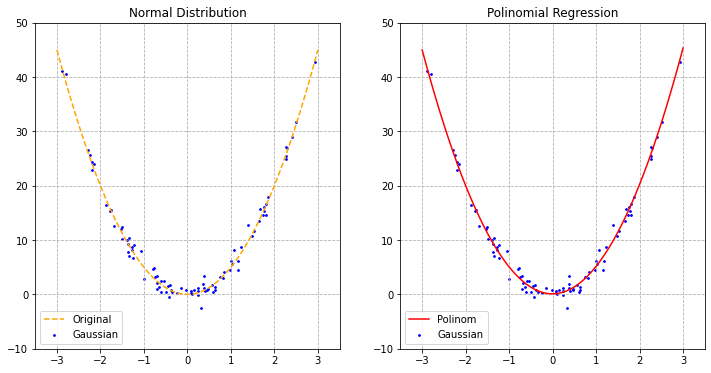 Normal Distribution
50
40
30
20
10
0
−10
−3 −2 −1 0 1 2 3
Original
Gaussian
Polinomial Regression
50
40
30
20
10
0
−10
−3 −2 −1 0 1 2 3
Polinom
Gaussian